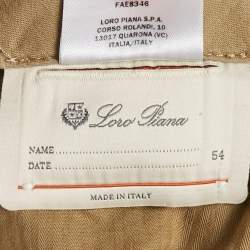 FAE8346
LORO PIANA S.P.A.
CORSO ROLANDI, 10
13017 QUARONA (VC)
ITALIA/ITALY
Loro Piana
NAME
DATE 54
MADE IN ITALY